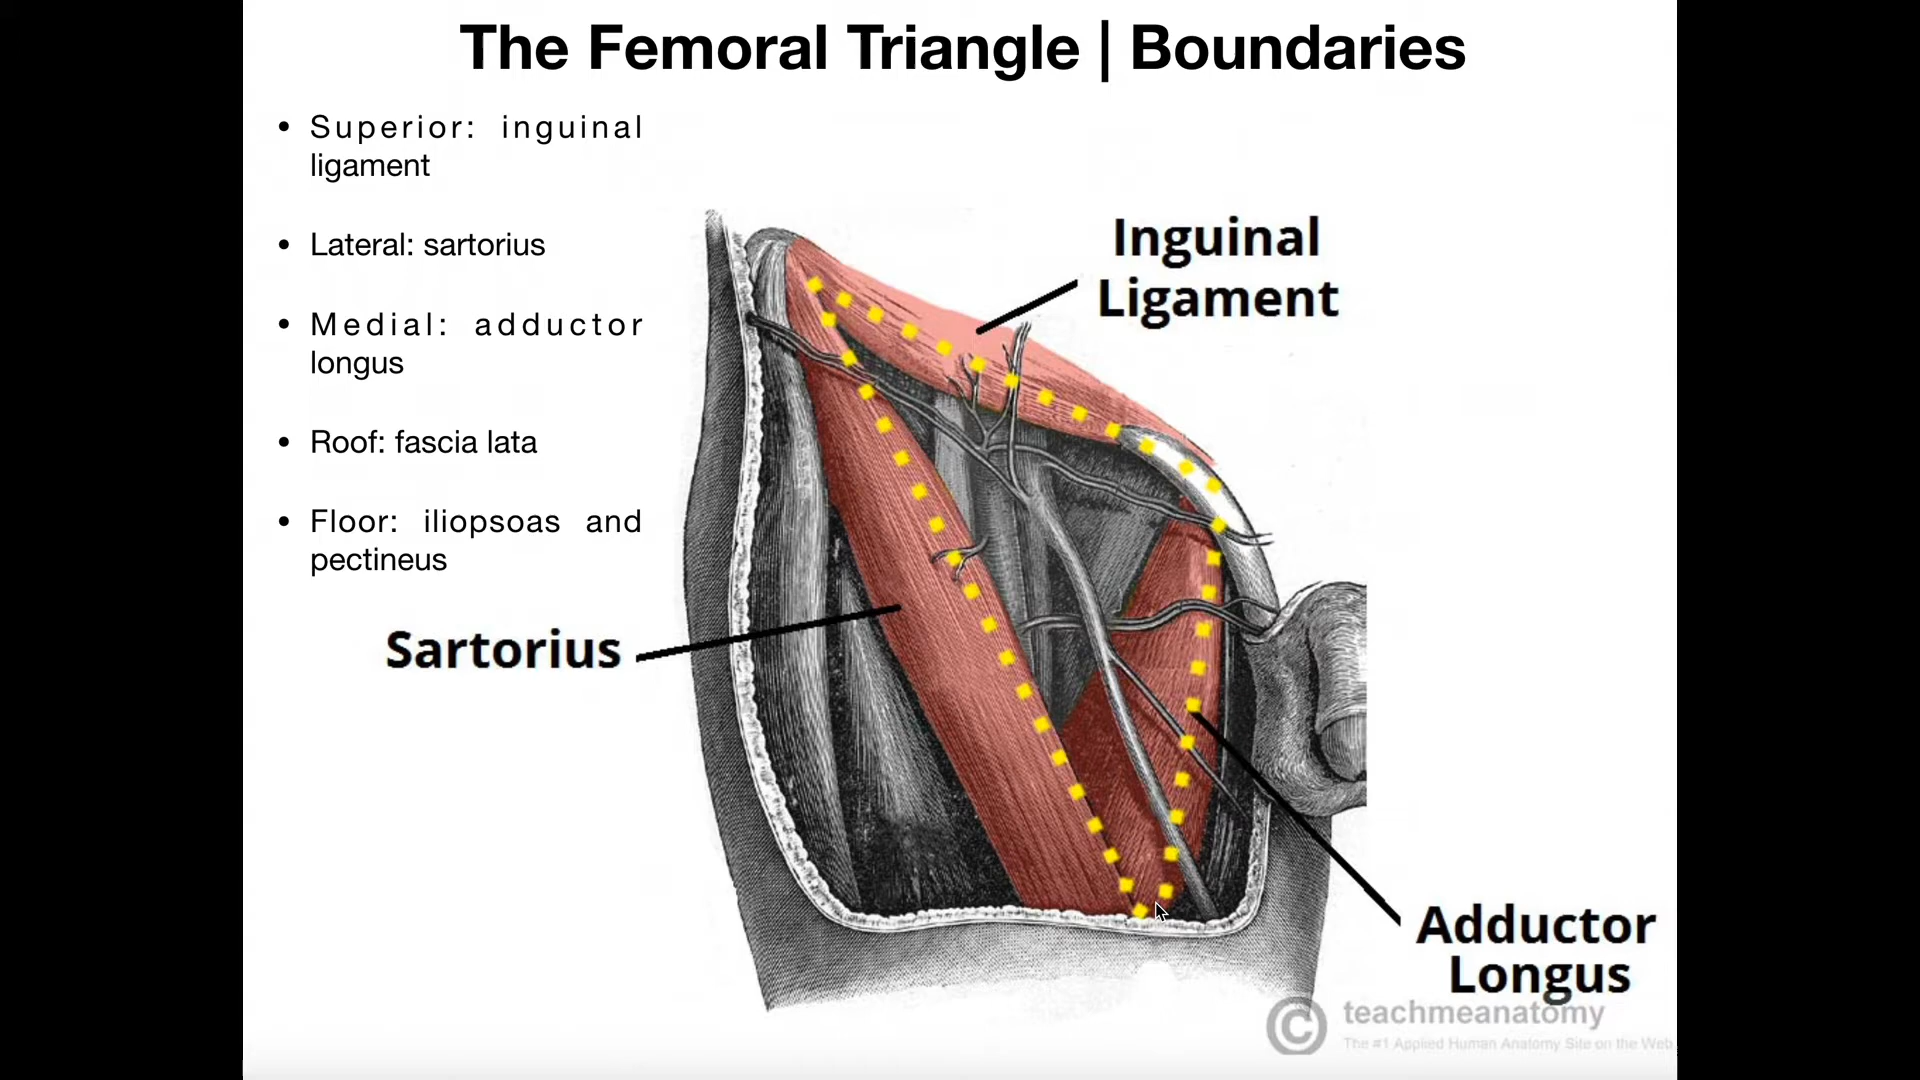 The Femoral Triangle | Boundaries
• Superior: inguinal
ligament
• Lateral: sartorius
• Medial: adductor
longus
• Roof: fascia lata
• Floor: iliopsoas and
pectineus
Inguinal
Ligament
Sartorius
Adductor
Longus
© teachmeanatomy
The #1 Applied Human Anatomy Site on the Web